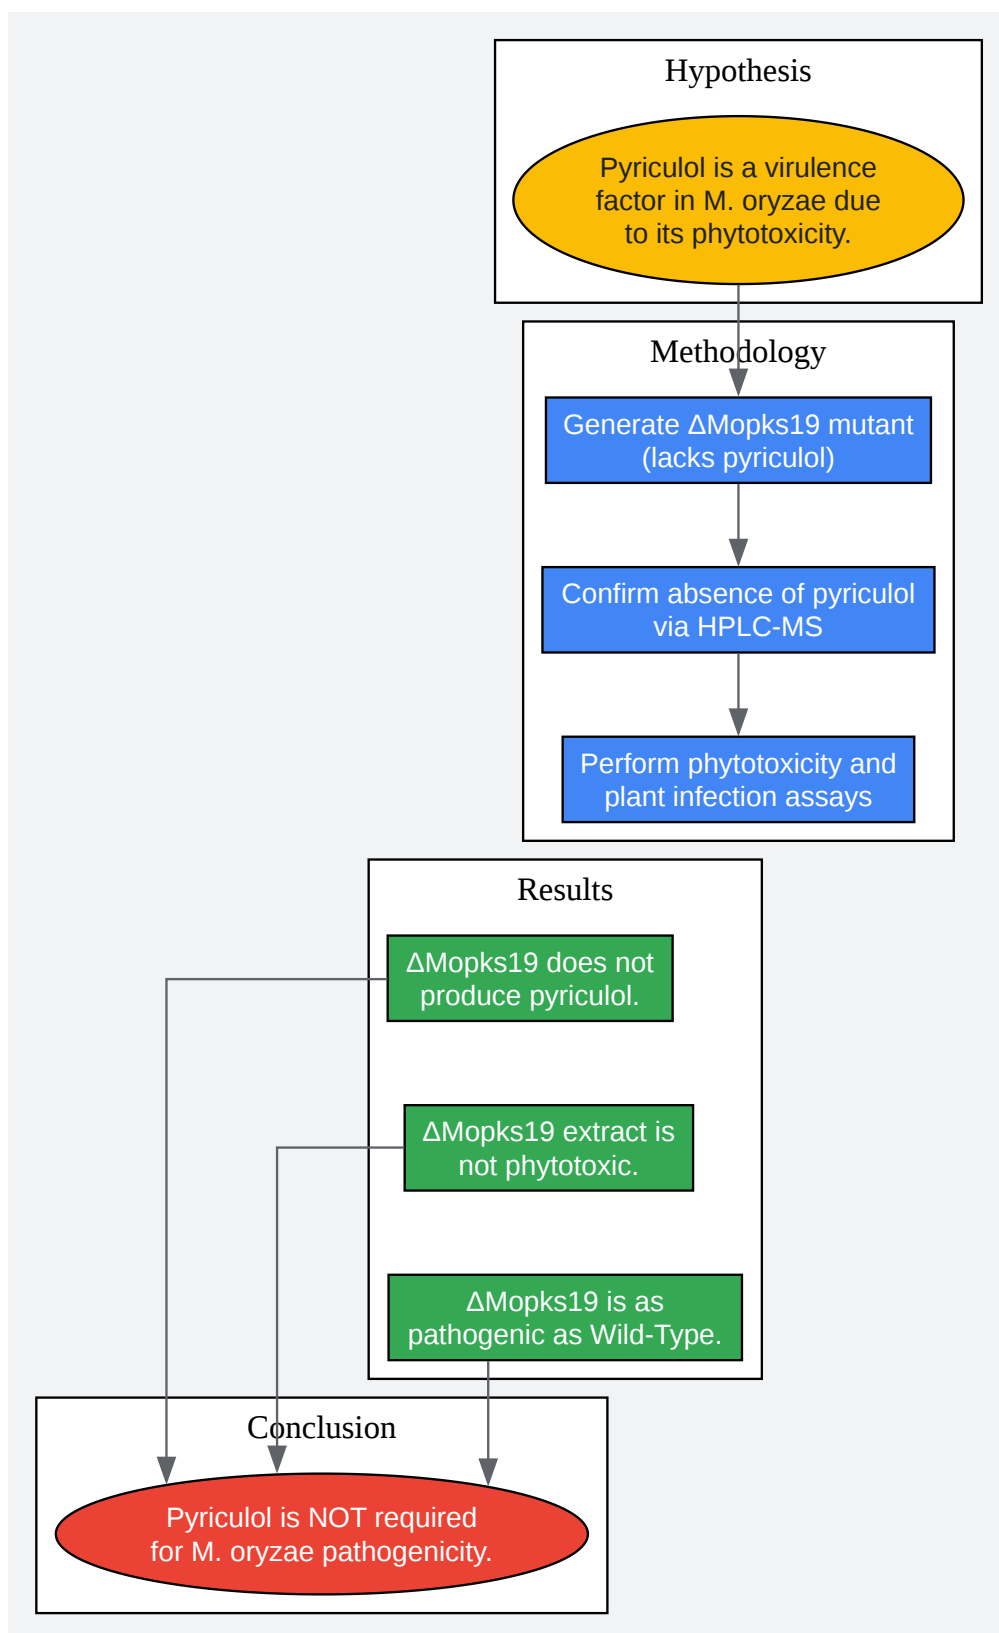 Hypothesis
Pyriculol is a virulence
factor in M. oryzae due
to its phytotoxicity.
Methodology
Generate ΔMopks19 mutant
(lacks pyriculol)
Confirm absence of pyriculol
via HPLC-MS
Perform phytotoxicity and
plant infection assays
Results
ΔMopks19 does not
produce pyriculol.
ΔMopks19 extract is
not phytotoxic.
ΔMopks19 is as
pathogenic as Wild-Type.
Conclusion
Pyriculol is NOT required
for M. oryzae pathogenicity.